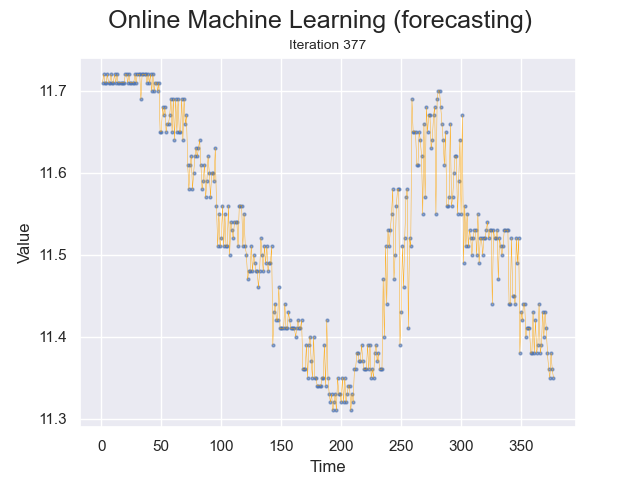 Online Machine Learning (forecasting)
Iteration 377
11.7
11.6
11.5
11.4
11.3
Value
0 50 100 150 200 250 300 350
Time